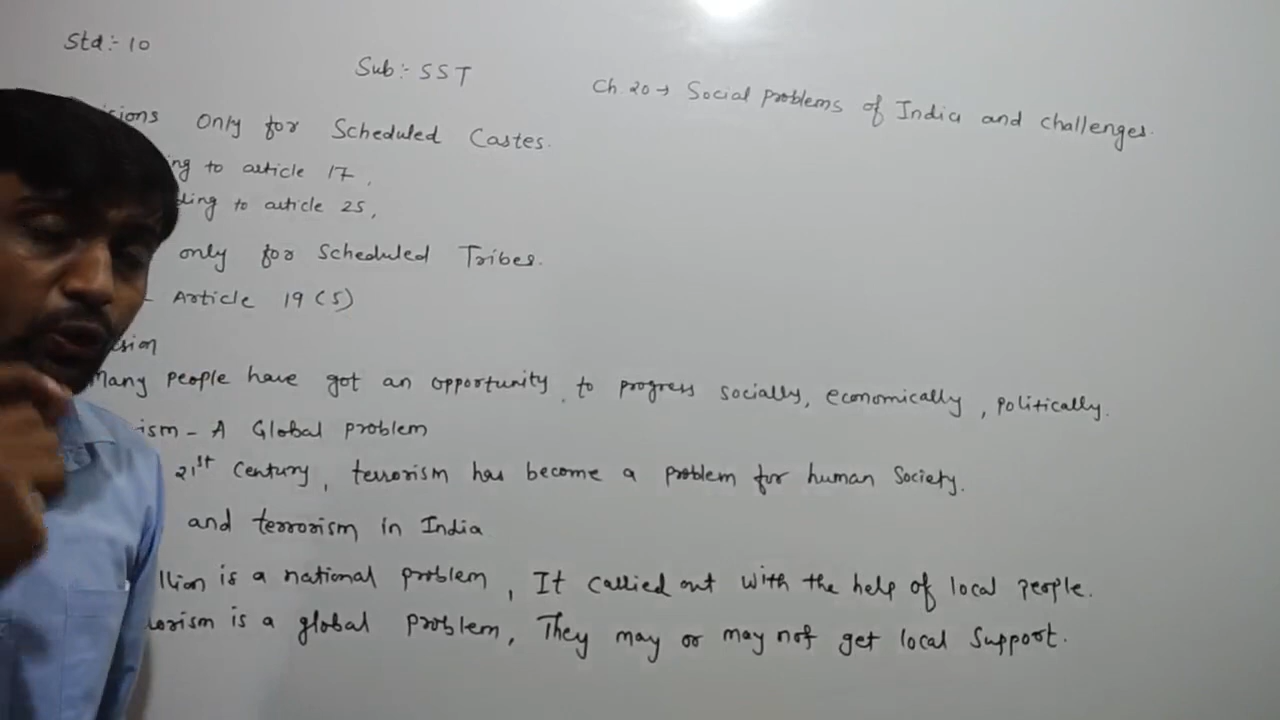 Std:- 10
Sub:- SST
Ch. 20 → Social problems of India and challenges.
Only for Scheduled Castes.
to article 17,
to article 25,
only for Scheduled Tribes.
- Article 19 (5)
Many people have got an opportunity to progress socially, economically, politically.
- A Global problem
21st Century, terrorism has become a problem for human Society.
and terrorism in India
is a national problem, It callied out with the help of local people.
is a global problem, They may or may not get local Support.